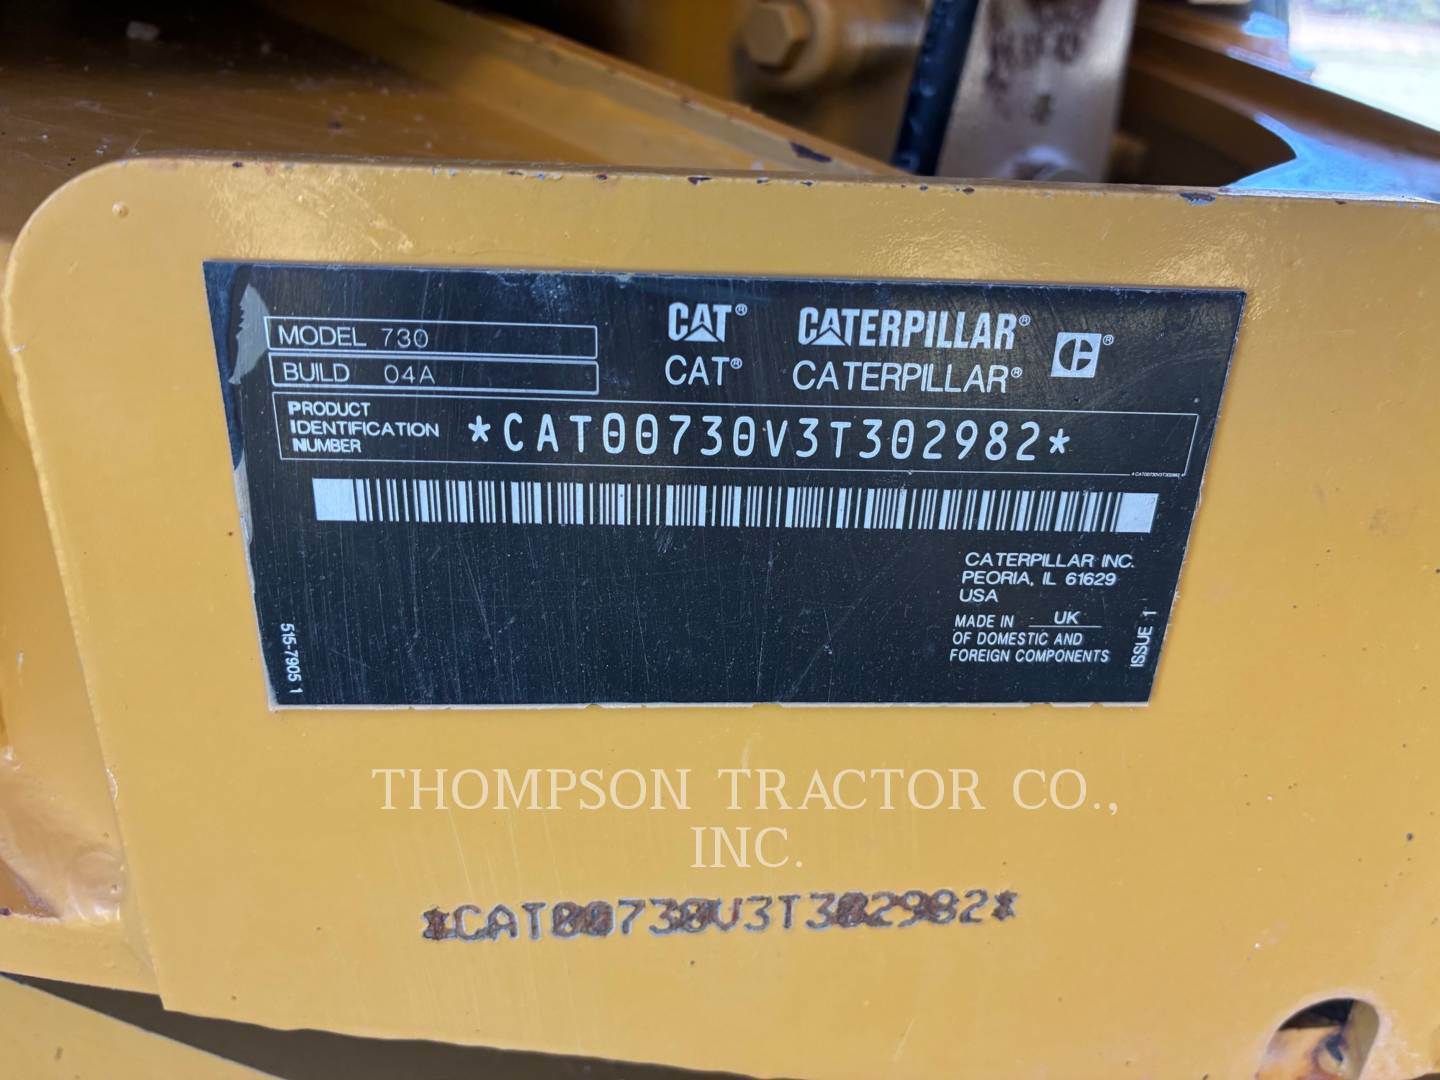 MODEL 730
BUILD 04A
CAT® CATERPILLAR® ®
CAT® CATERPILLAR®
PRODUCT
IDENTIFICATION
NUMBER
*CAT00730V3T302982*
*CAT00730V3T302982*
CATERPILLAR INC.
PEORIA, IL 61629
USA
MADE IN UK
OF DOMESTIC AND
FOREIGN COMPONENTS
ISSUE 1
515-7905 1
THOMPSON TRACTOR CO.,
INC.
*CAT00730V3T302982*